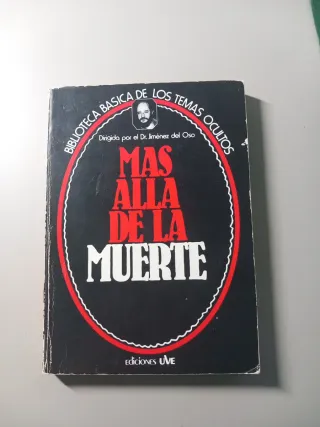 BIBLIOTECA BASICA DE LOS TEMAS OCULTOS
Dirigida por el Dr. Jiménez del Oso
MAS
ALLA
DE LA
MUERTE
ediciones UVE